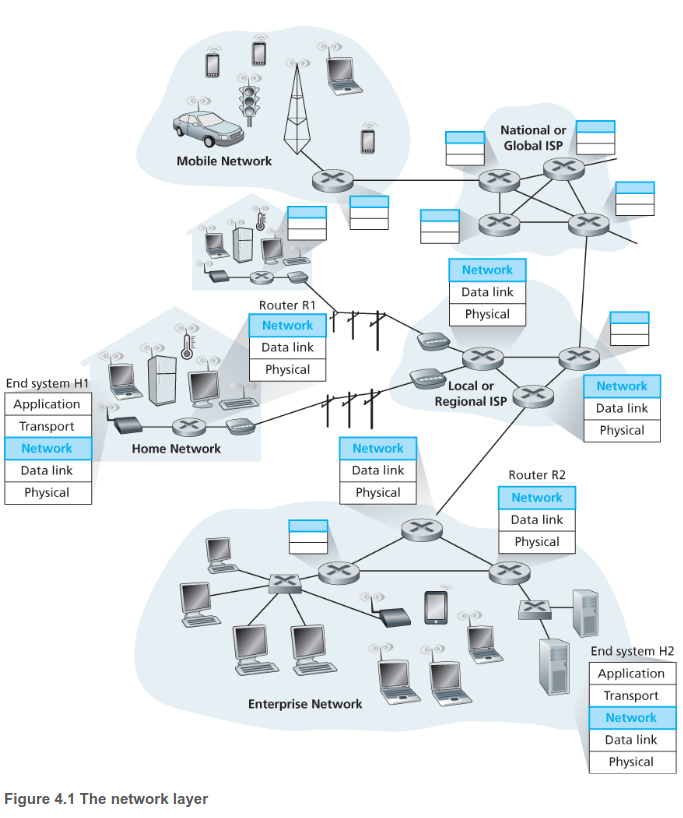 Mobile Network
National or
Global ISP
Network
Data link
Physical
Router R1
Network
Data link
Physical
End system H1
Application
Transport
Network
Data link
Physical
Home Network
Local or
Regional ISP
Network
Data link
Physical
Network
Data link
Physical
Router R2
Network
Data link
Physical
End system H2
Application
Transport
Network
Data link
Physical
Enterprise Network
Figure 4.1 The network layer